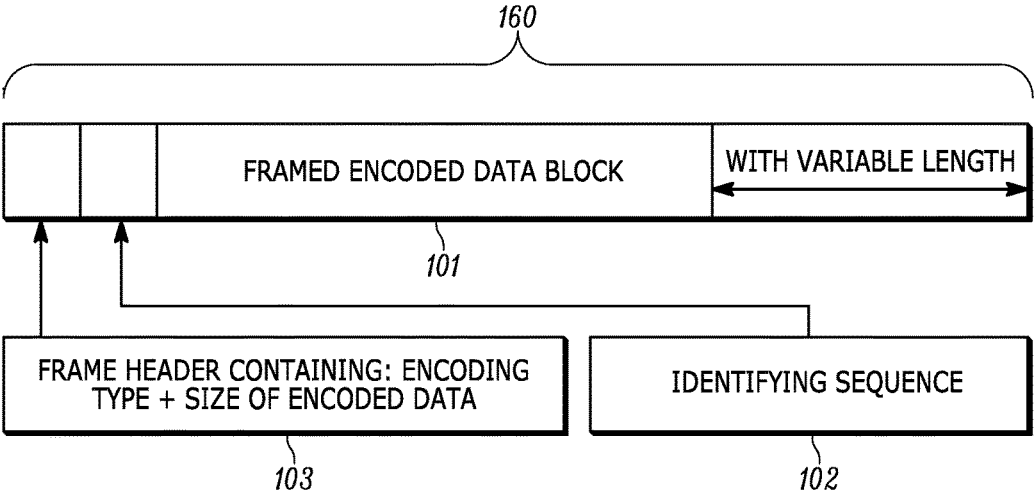 160
FRAMED ENCODED DATA BLOCK
WITH VARIABLE LENGTH
101
FRAME HEADER CONTAINING: ENCODING
TYPE + SIZE OF ENCODED DATA
IDENTIFYING SEQUENCE
103
102